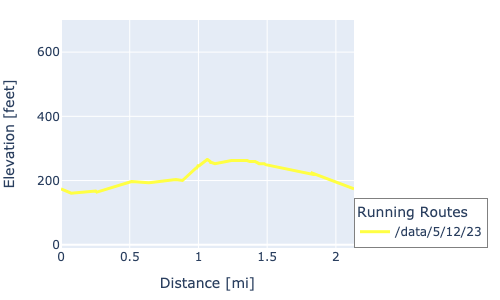 600
400
200
0
0
0.5
1
1.5
2
Elevation [feet]
Distance [mi]
Running Routes
/data/5/12/23